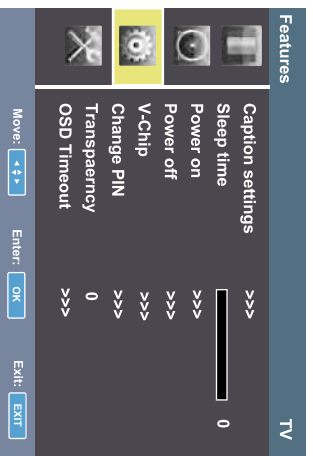 Features TV
Caption settings >>>
Sleep time 0
Power on >>>
Power off >>>
V-Chip >>>
Change PIN >>>
Transpaerncy 0
OSD Timeout >>>
Move: Enter: OK Exit: EXIT